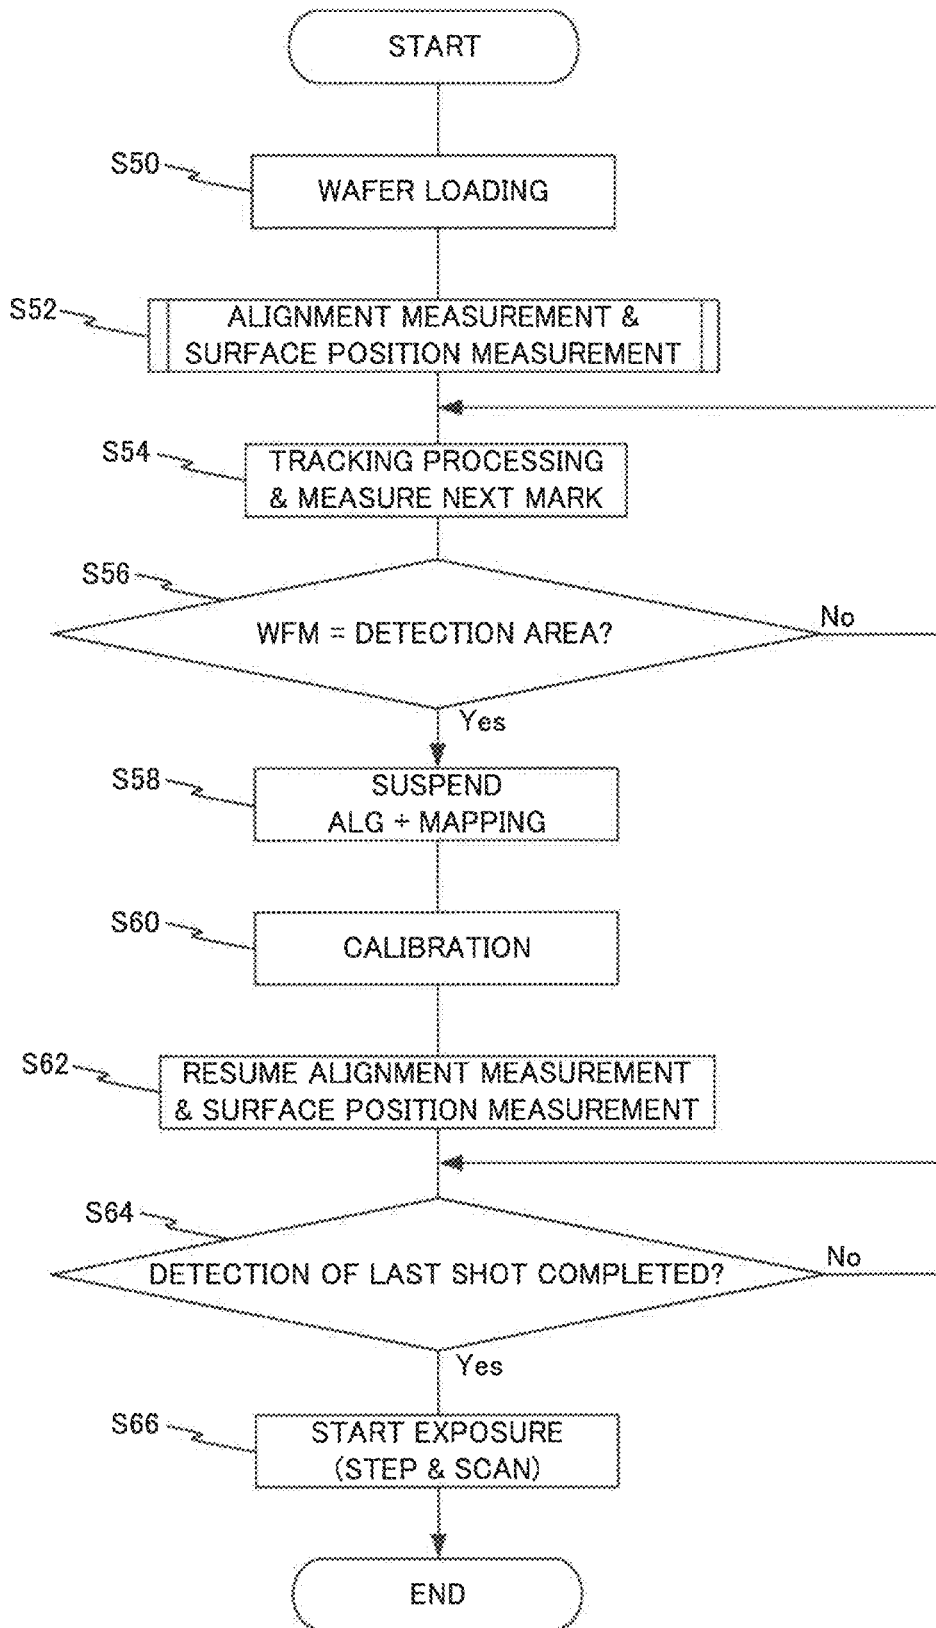 START
S50
WAFER LOADING
S52
ALIGNMENT MEASUREMENT &
SURFACE POSITION MEASUREMENT
S54
TRACKING PROCESSING
& MEASURE NEXT MARK
S56
WFM = DETECTION AREA?
No
Yes
S58
SUSPEND
ALG + MAPPING
S60
CALIBRATION
S62
RESUME ALIGNMENT MEASUREMENT
& SURFACE POSITION MEASUREMENT
S64
DETECTION OF LAST SHOT COMPLETED?
No
Yes
S66
START EXPOSURE
(STEP & SCAN)
END